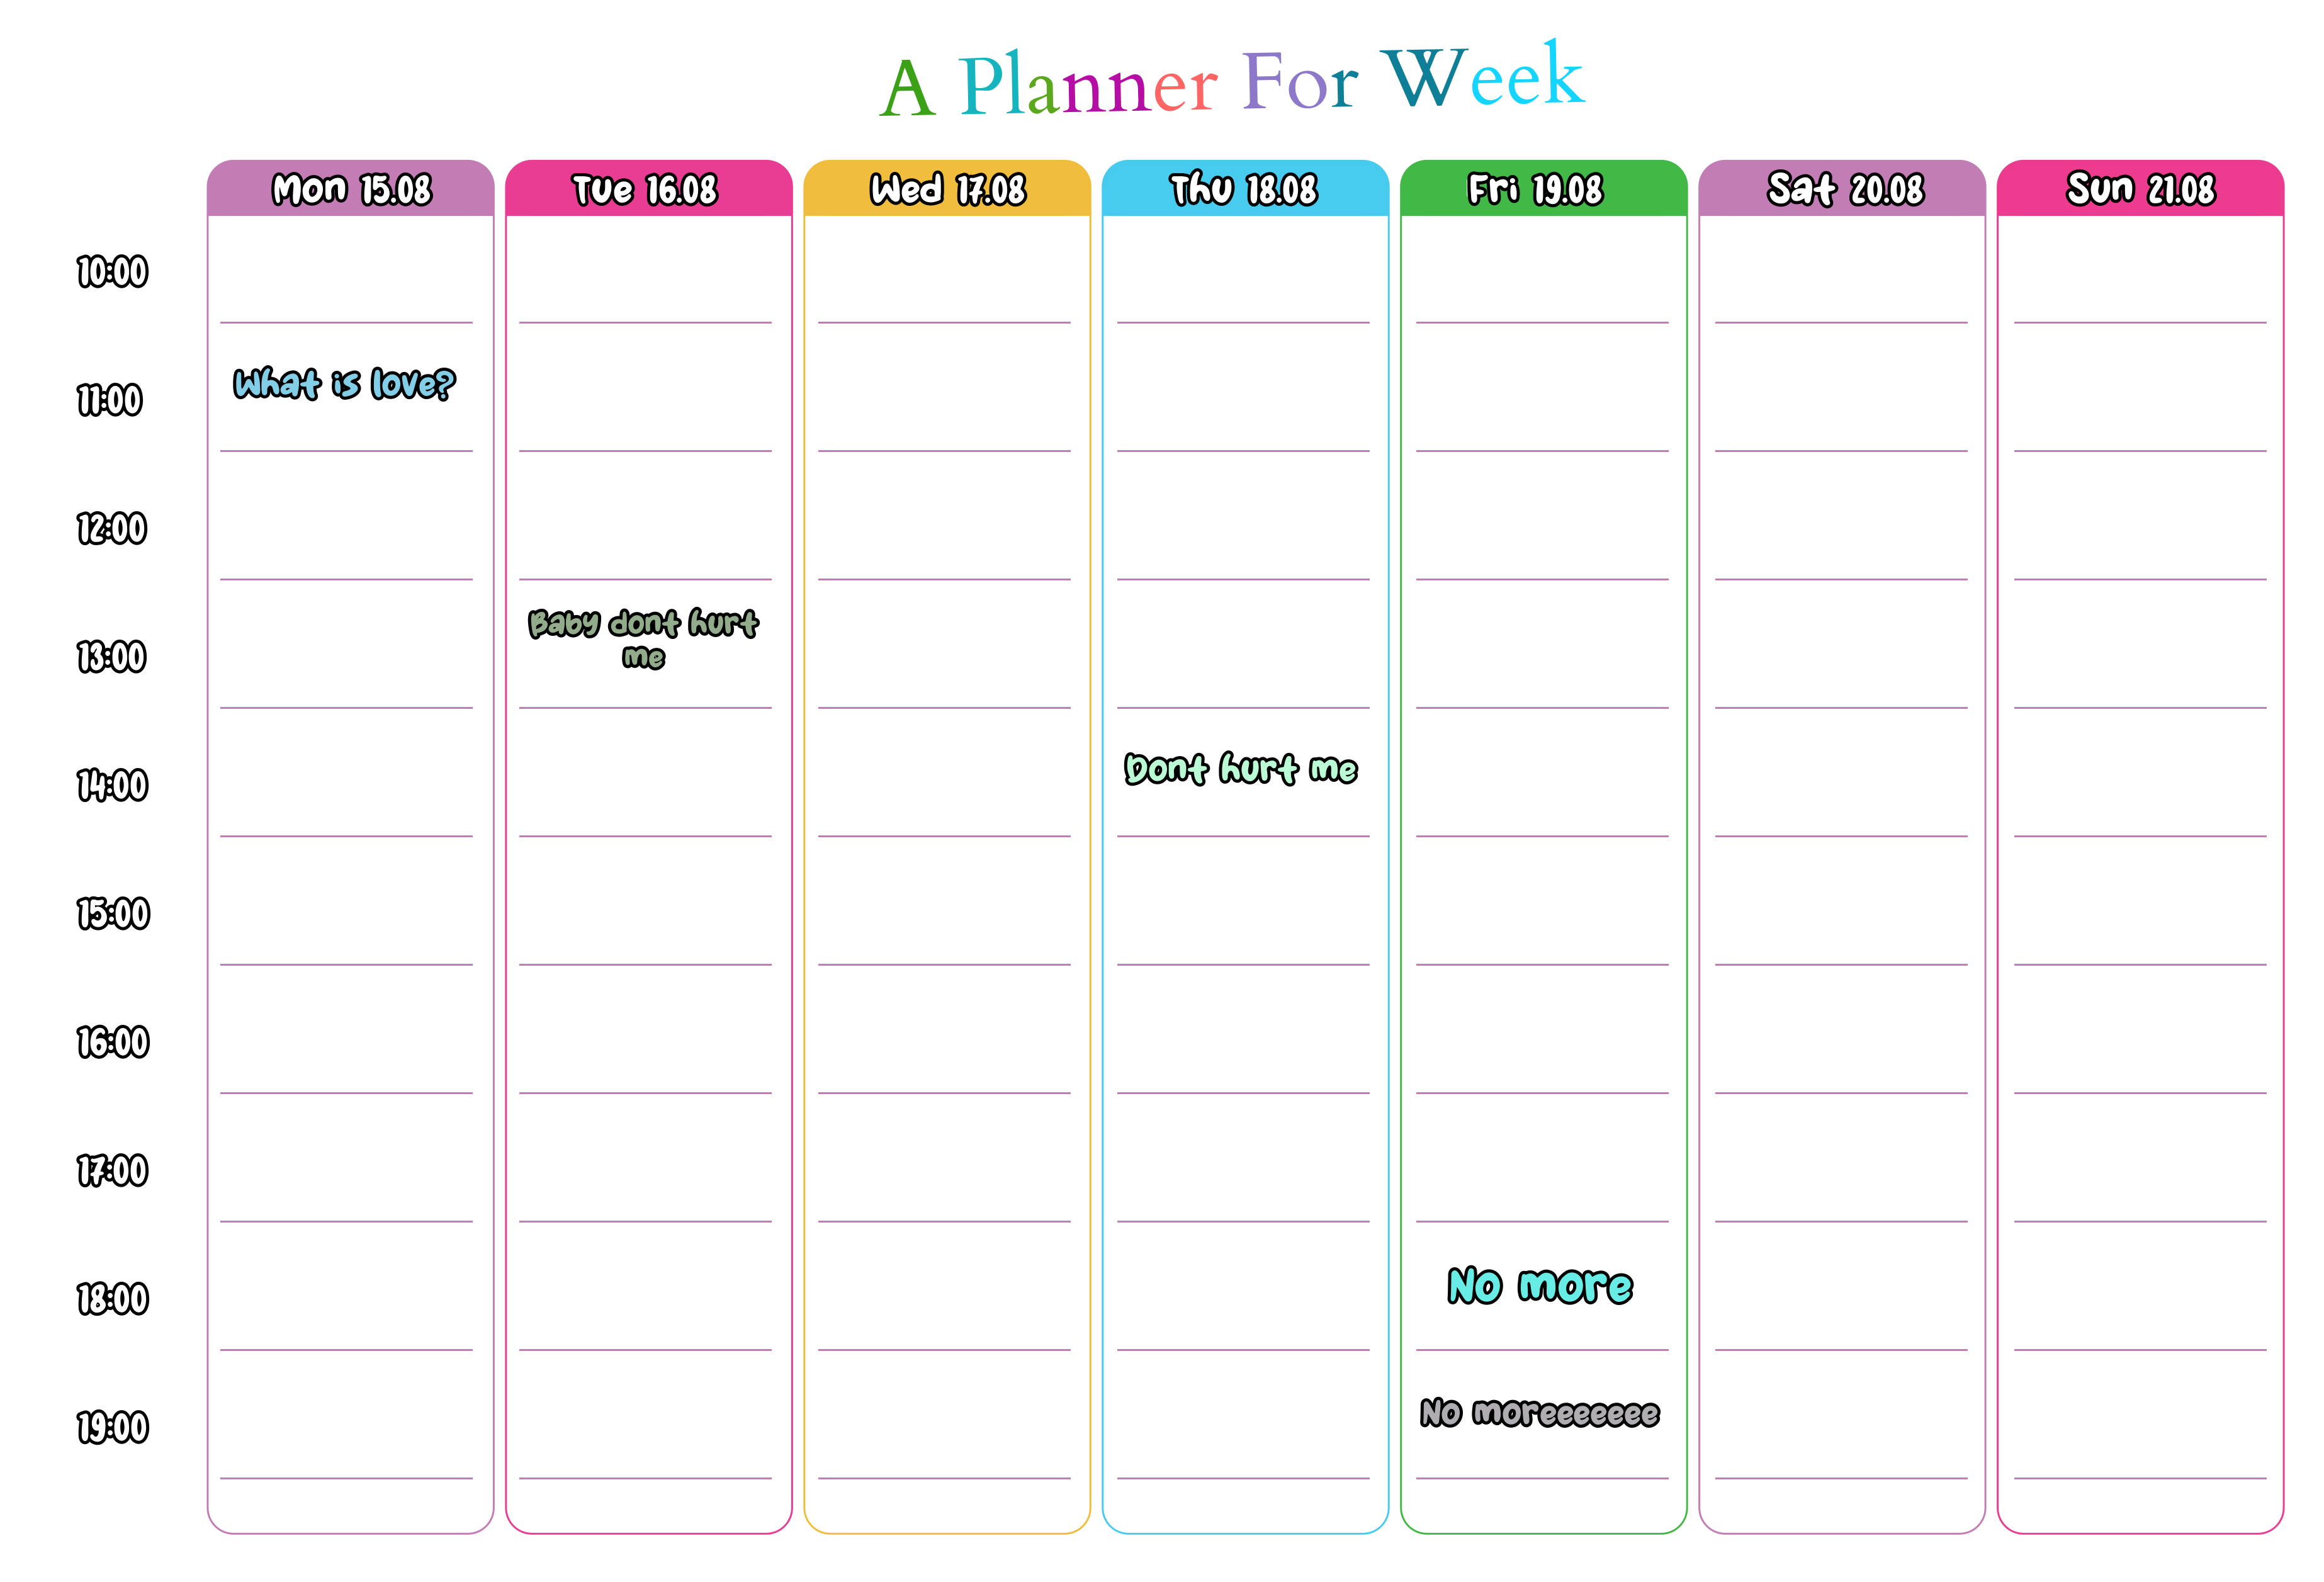 A Planner For Week
Mon 15.08
Tue 16.08
Wed 17.08
Thu 18.08
Fri 19.08
Sat 20.08
Sun 21.08
10:00
11:00
What is love?
12:00
13:00
Baby dont hurt
me
14:00
Dont hurt me
15:00
16:00
17:00
18:00
No more
19:00
No moreeeeeee